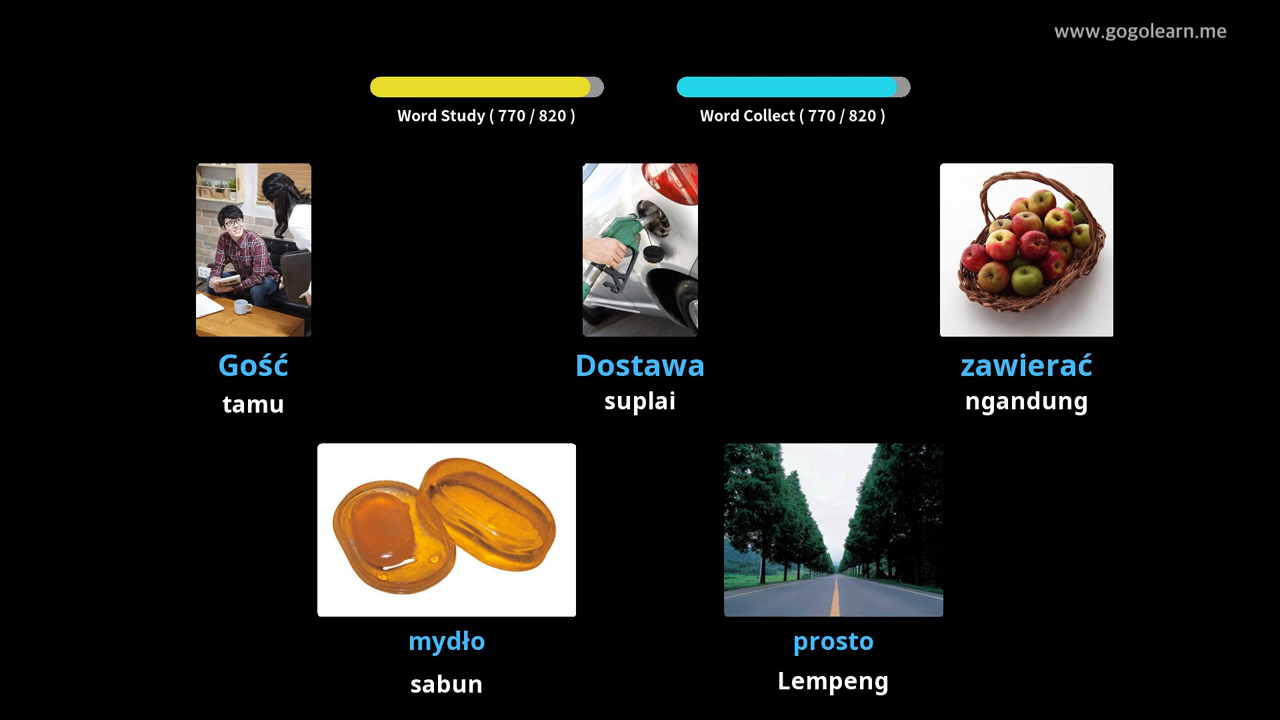 www.gogolearn.me
Word Study ( 770 / 820 )
Word Collect ( 770 / 820 )
Gość
Dostawa
zawierać
tamu
suplai
ngandung
mydło
prosto
sabun
Lempeng